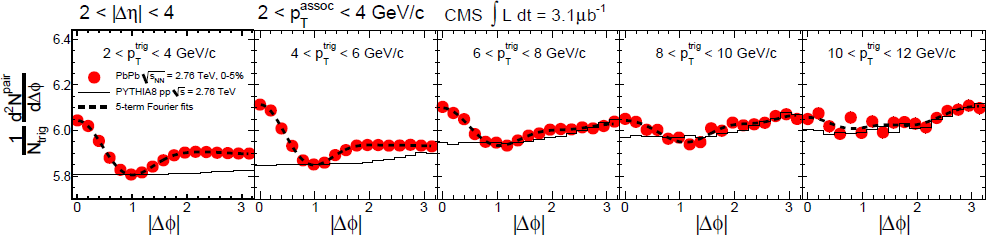 2 < |Δη| < 4 2 < p_T^assoc < 4 GeV/c CMS ∫ L dt = 3.1μb⁻¹
2 < p_T^trig < 4 GeV/c
PbPb √s_NN = 2.76 TeV, 0-5%
PYTHIA8 pp √s = 2.76 TeV
5-term Fourier fits
4 < p_T^trig < 6 GeV/c
6 < p_T^trig < 8 GeV/c
8 < p_T^trig < 10 GeV/c
10 < p_T^trig < 12 GeV/c
1/N_trig d²N^pair/dΔϕ
6.4
6.2
6.0
5.8
0 1 2 3
0 1 2 3
0 1 2 3
0 1 2 3
0 1 2 3
|Δϕ|
|Δϕ|
|Δϕ|
|Δϕ|
|Δϕ|